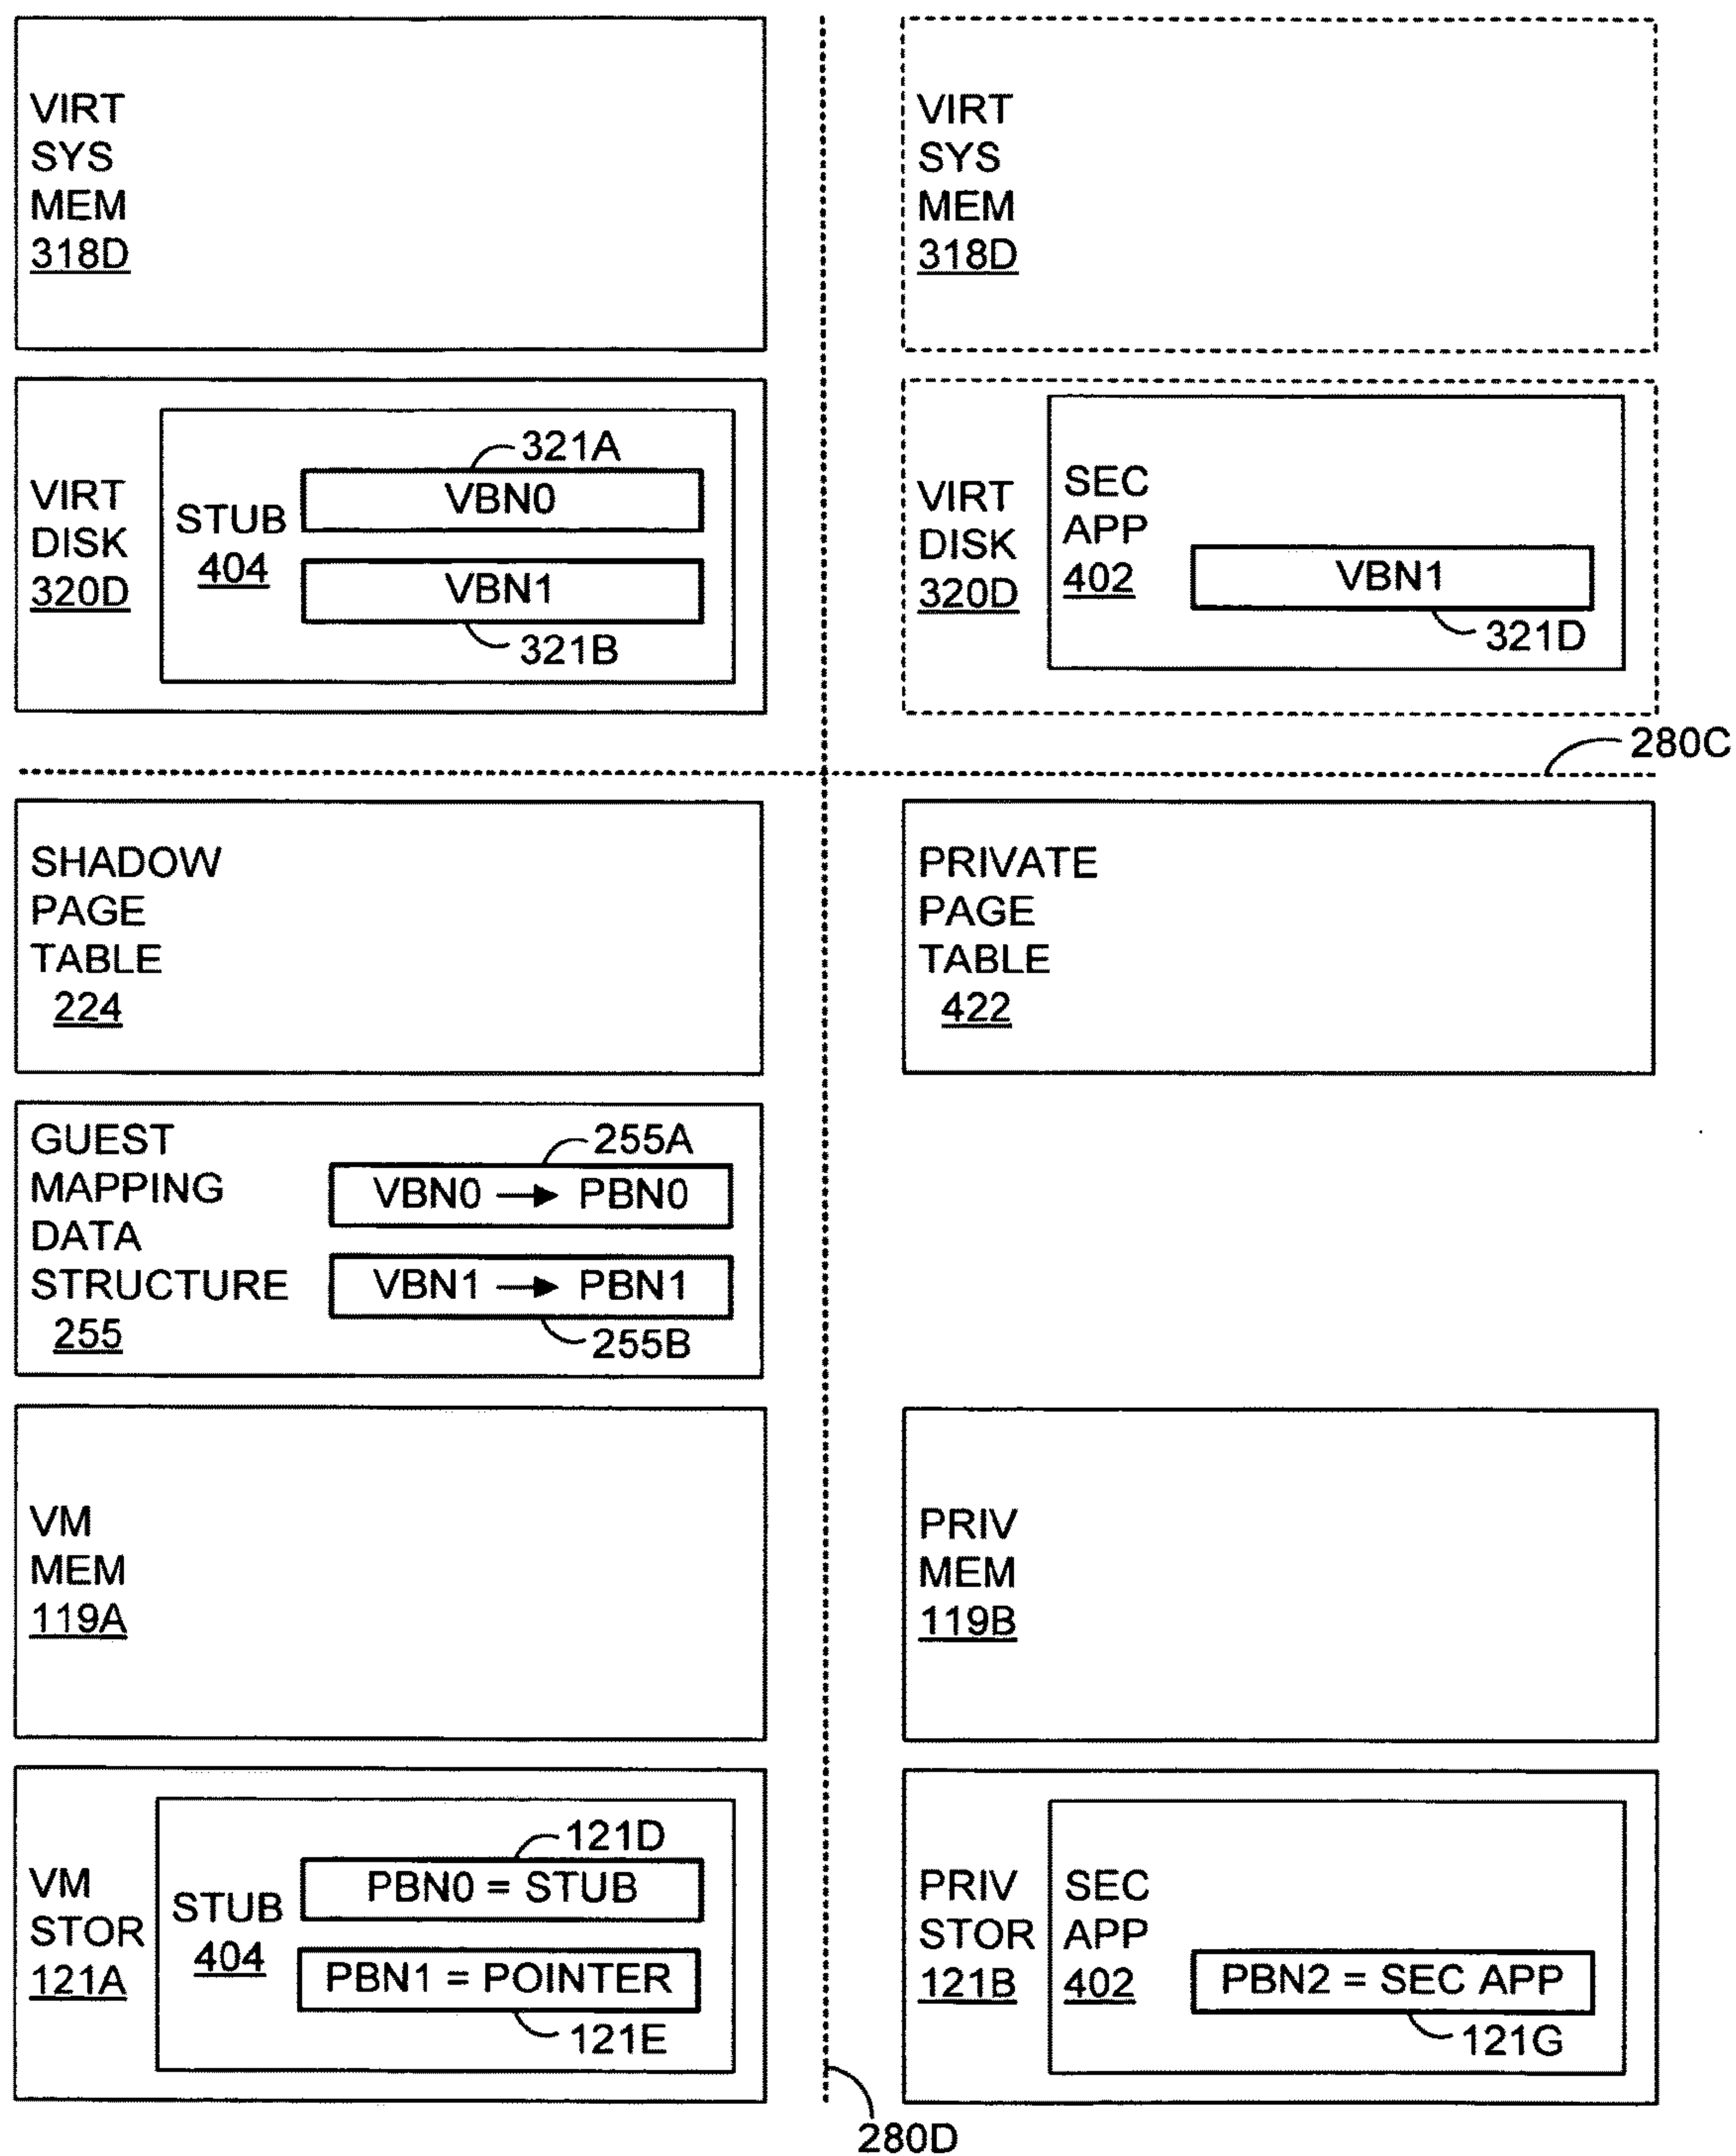 VIRT
SYS
MEM
318D
VIRT
SYS
MEM
318D
VIRT
DISK
320D
STUB
404
321A
VBN0
VBN1
321B
VIRT
DISK
320D
SEC
APP
402
VBN1
321D
280C
SHADOW
PAGE
TABLE
224
PRIVATE
PAGE
TABLE
422
GUEST
MAPPING
DATA
STRUCTURE
255
255A
VBN0 → PBN0
VBN1 → PBN1
255B
VM
MEM
119A
PRIV
MEM
119B
VM
STOR
121A
STUB
404
121D
PBN0 = STUB
PBN1 = POINTER
121E
PRIV
STOR
121B
SEC
APP
402
PBN2 = SEC APP
121G
280D